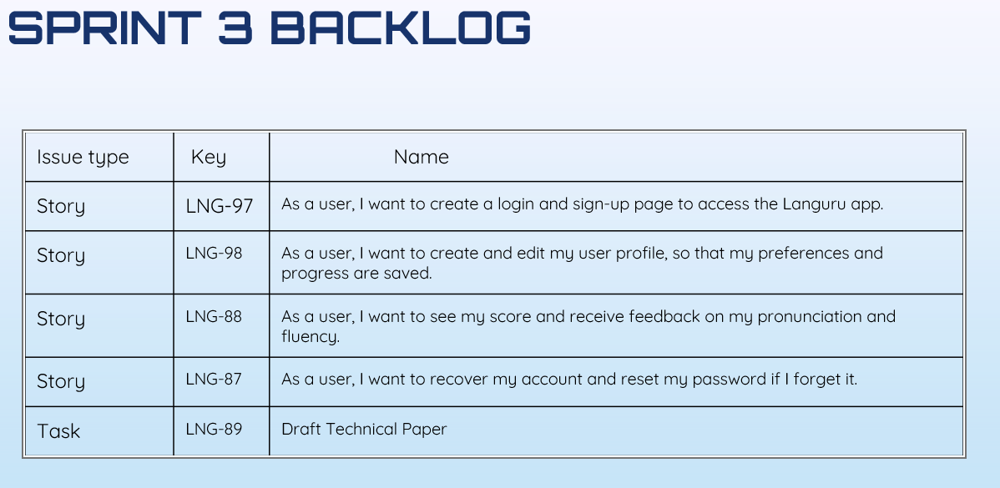 SPRINT 3 BACKLOG
Issue type Key Name
Story LNG-97 As a user, I want to create a login and sign-up page to access the Languru app.
Story LNG-98 As a user, I want to create and edit my user profile, so that my preferences and
progress are saved.
Story LNG-88 As a user, I want to see my score and receive feedback on my pronunciation and
fluency.
Story LNG-87 As a user, I want to recover my account and reset my password if I forget it.
Task LNG-89 Draft Technical Paper